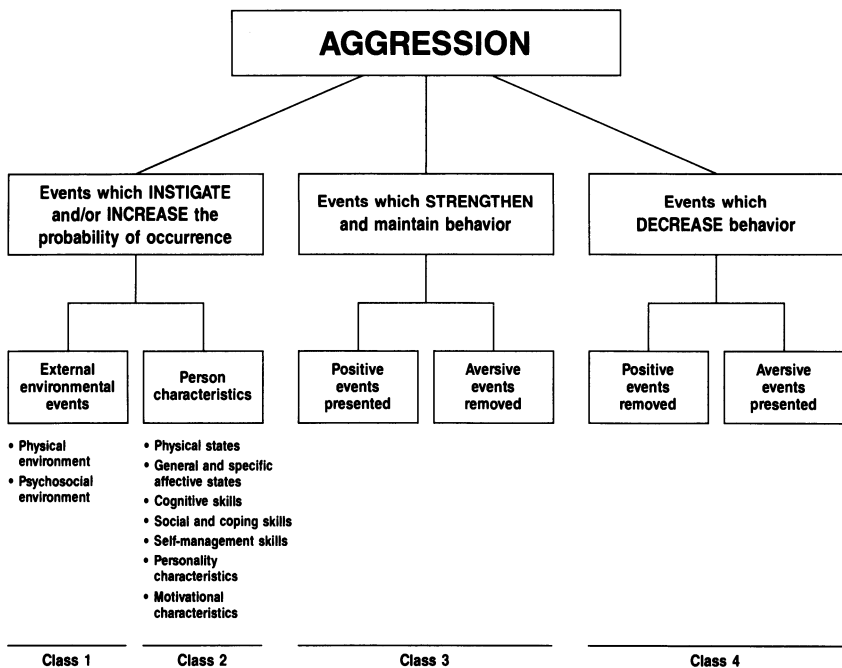 AGGRESSION
Events which INSTIGATE
and/or INCREASE the
probability of occurrence
Events which STRENGTHEN
and maintain behavior
Events which
DECREASE behavior
External
environmental
events
Person
characteristics
Positive
events
presented
Aversive
events
removed
Positive
events
removed
Aversive
events
presented
• Physical
environment
• Psychosocial
environment
• Physical states
• General and specific
affective states
• Cognitive skills
• Social and coping skills
• Self-management skills
• Personality
characteristics
• Motivational
characteristics
Class 1
Class 2
Class 3
Class 4